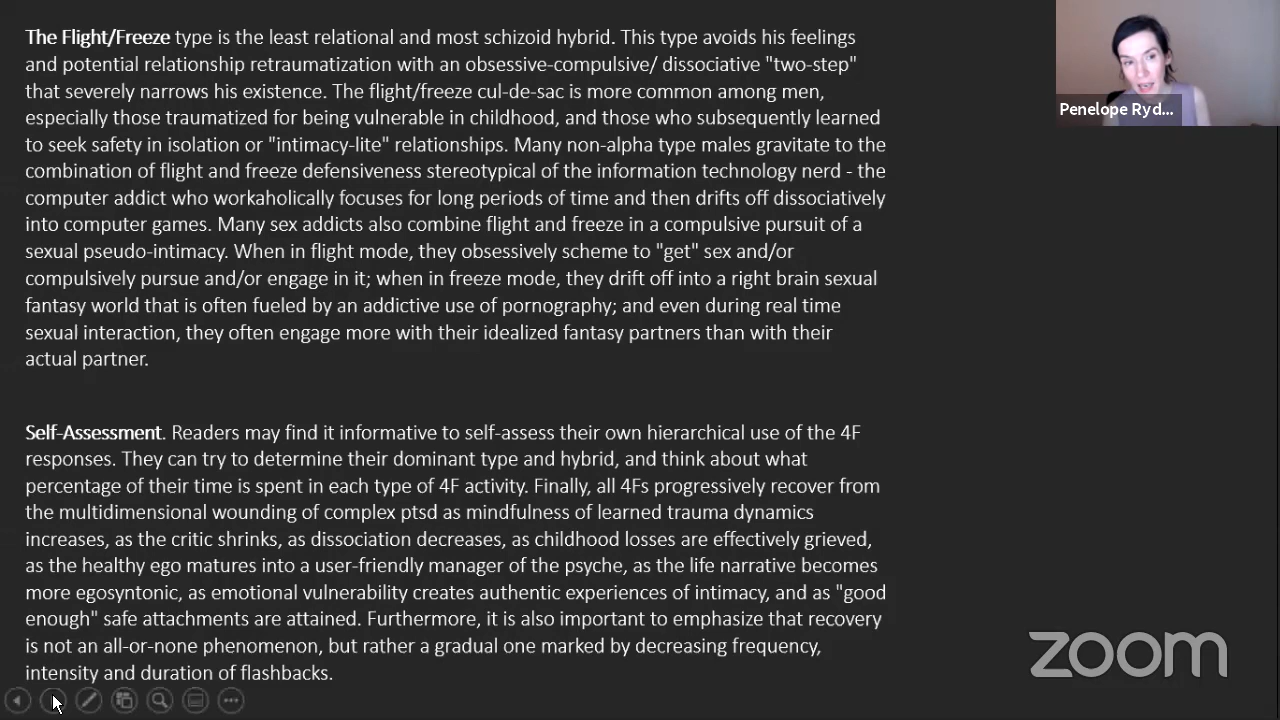 The Flight/Freeze type is the least relational and most schizoid hybrid. This type avoids his feelings
and potential relationship retraumatization with an obsessive-compulsive/ dissociative "two-step"
that severely narrows his existence. The flight/freeze cul-de-sac is more common among men,
especially those traumatized for being vulnerable in childhood, and those who subsequently learned
to seek safety in isolation or "intimacy-lite" relationships. Many non-alpha type males gravitate to the
combination of flight and freeze defensiveness stereotypical of the information technology nerd - the
computer addict who workaholically focuses for long periods of time and then drifts off dissociatively
into computer games. Many sex addicts also combine flight and freeze in a compulsive pursuit of a
sexual pseudo-intimacy. When in flight mode, they obsessively scheme to "get" sex and/or
compulsively pursue and/or engage in it; when in freeze mode, they drift off into a right brain sexual
fantasy world that is often fueled by an addictive use of pornography; and even during real time
sexual interaction, they often engage more with their idealized fantasy partners than with their
actual partner.
Self-Assessment. Readers may find it informative to self-assess their own hierarchical use of the 4F
responses. They can try to determine their dominant type and hybrid, and think about what
percentage of their time is spent in each type of 4F activity. Finally, all 4Fs progressively recover from
the multidimensional wounding of complex ptsd as mindfulness of learned trauma dynamics
increases, as the critic shrinks, as dissociation decreases, as childhood losses are effectively grieved,
as the healthy ego matures into a user-friendly manager of the psyche, as the life narrative becomes
more egosyntonic, as emotional vulnerability creates authentic experiences of intimacy, and as "good
enough" safe attachments are attained. Furthermore, it is also important to emphasize that recovery
is not an all-or-none phenomenon, but rather a gradual one marked by decreasing frequency,
intensity and duration of flashbacks.
Penelope Ryd...
zoom